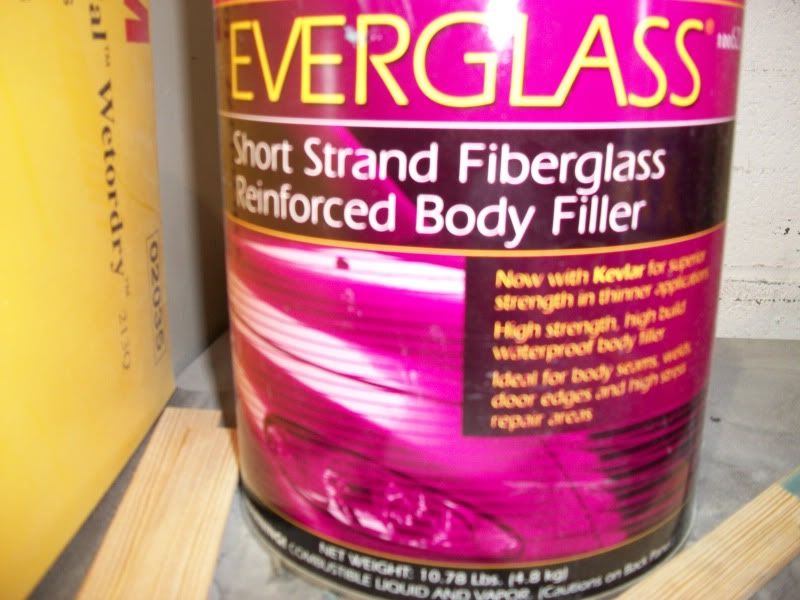 EVERGLASS®
Short Strand Fiberglass
Reinforced Body Filler
Now with Kevlar for superior
strength in thinner
High strength, high build
waterproof body filler
Ideal for body seams, welds,
door edges and high stress
repair areas
NET WEIGHT: 10.78 Lbs. (4.8 kg)
COMBUSTIBLE LIQUID AND VAPOR. (Cautions on Back Panel
Wetordry™ 213Q
02035